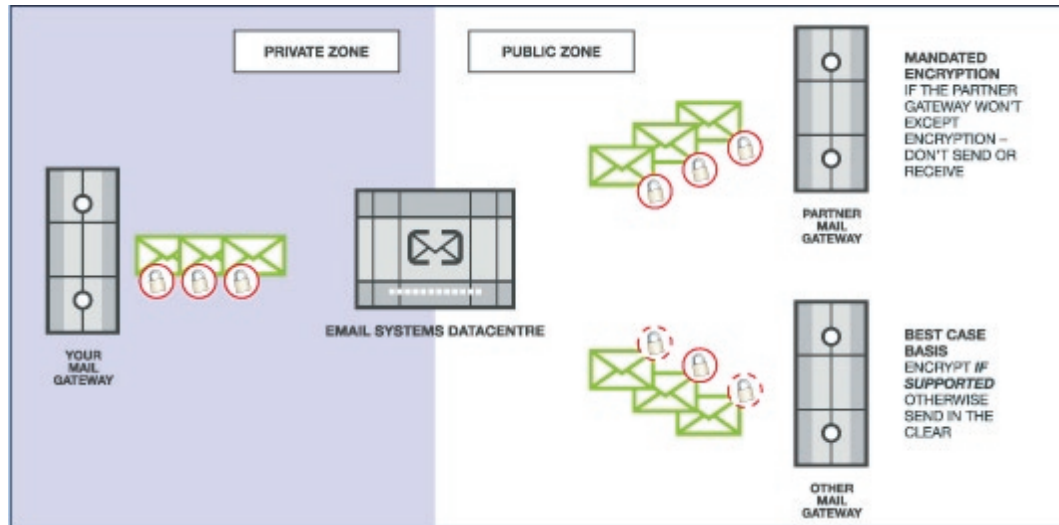 PRIVATE ZONE
PUBLIC ZONE
MANDATED
ENCRYPTION
IF THE PARTNER
GATEWAY WON'T
EXCEPT
ENCRYPTION –
DON'T SEND OR
RECEIVE
PARTNER
MAIL
GATEWAY
EMAIL SYSTEMS DATACENTRE
YOUR
MAIL
GATEWAY
BEST CASE
BASIS
ENCRYPT IF
SUPPORTED
OTHERWISE
SEND IN THE
CLEAR
OTHER
MAIL
GATEWAY